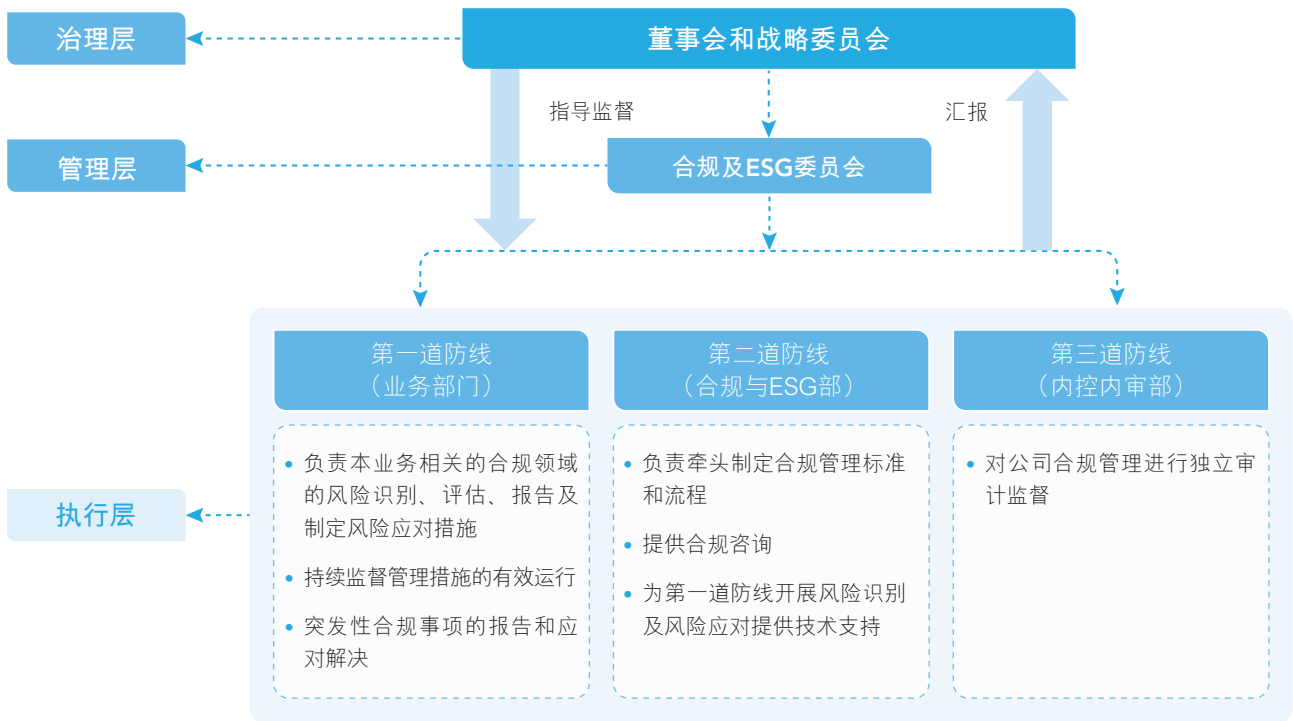 治理层
董事会和战略委员会
指导监督
汇报
管理层
合规及ESG委员会
第一道防线
（业务部门）
第二道防线
（合规与ESG部）
第三道防线
（内控内审部）
执行层
• 负责本业务相关的合规领域
的风险识别、评估、报告及
制定风险应对措施
• 持续监督管理措施的有效运行
• 突发性合规事项的报告和应
对解决
• 负责牵头制定合规管理标准
和流程
• 提供合规咨询
• 为第一道防线开展风险识别
及风险应对提供技术支持
• 对公司合规管理进行独立审
计监督